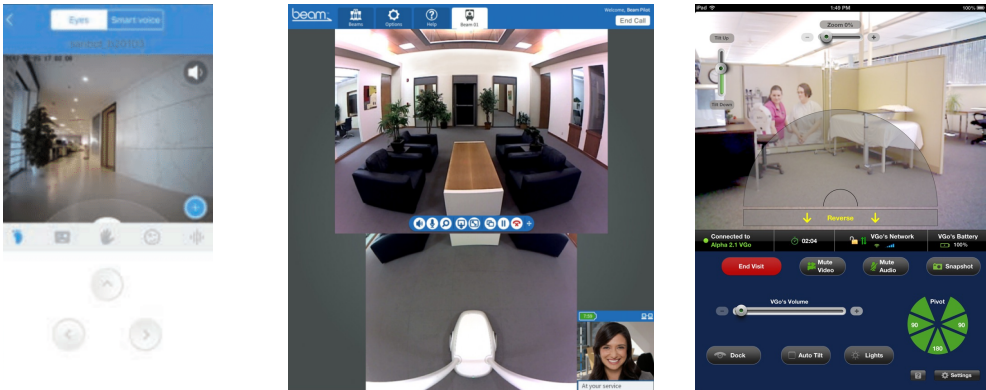 Eyes
Smart voice
beam
Beams
Options
Help
Beam 01
Welcome, Beam Pilot
End Call
At your service
iPad
1:49 PM
100%
Zoom 0%
Tilt Up
Tilt Down
Reverse
Connected to
Alpha 2.1 VGo
02:04
VGo's Network
VGo's Battery
100%
End Visit
Mute
Video
Mute
Audio
Snapshot
VGo's Volume
Pivot
90
90
180
Dock
Auto Tilt
Lights
Settings